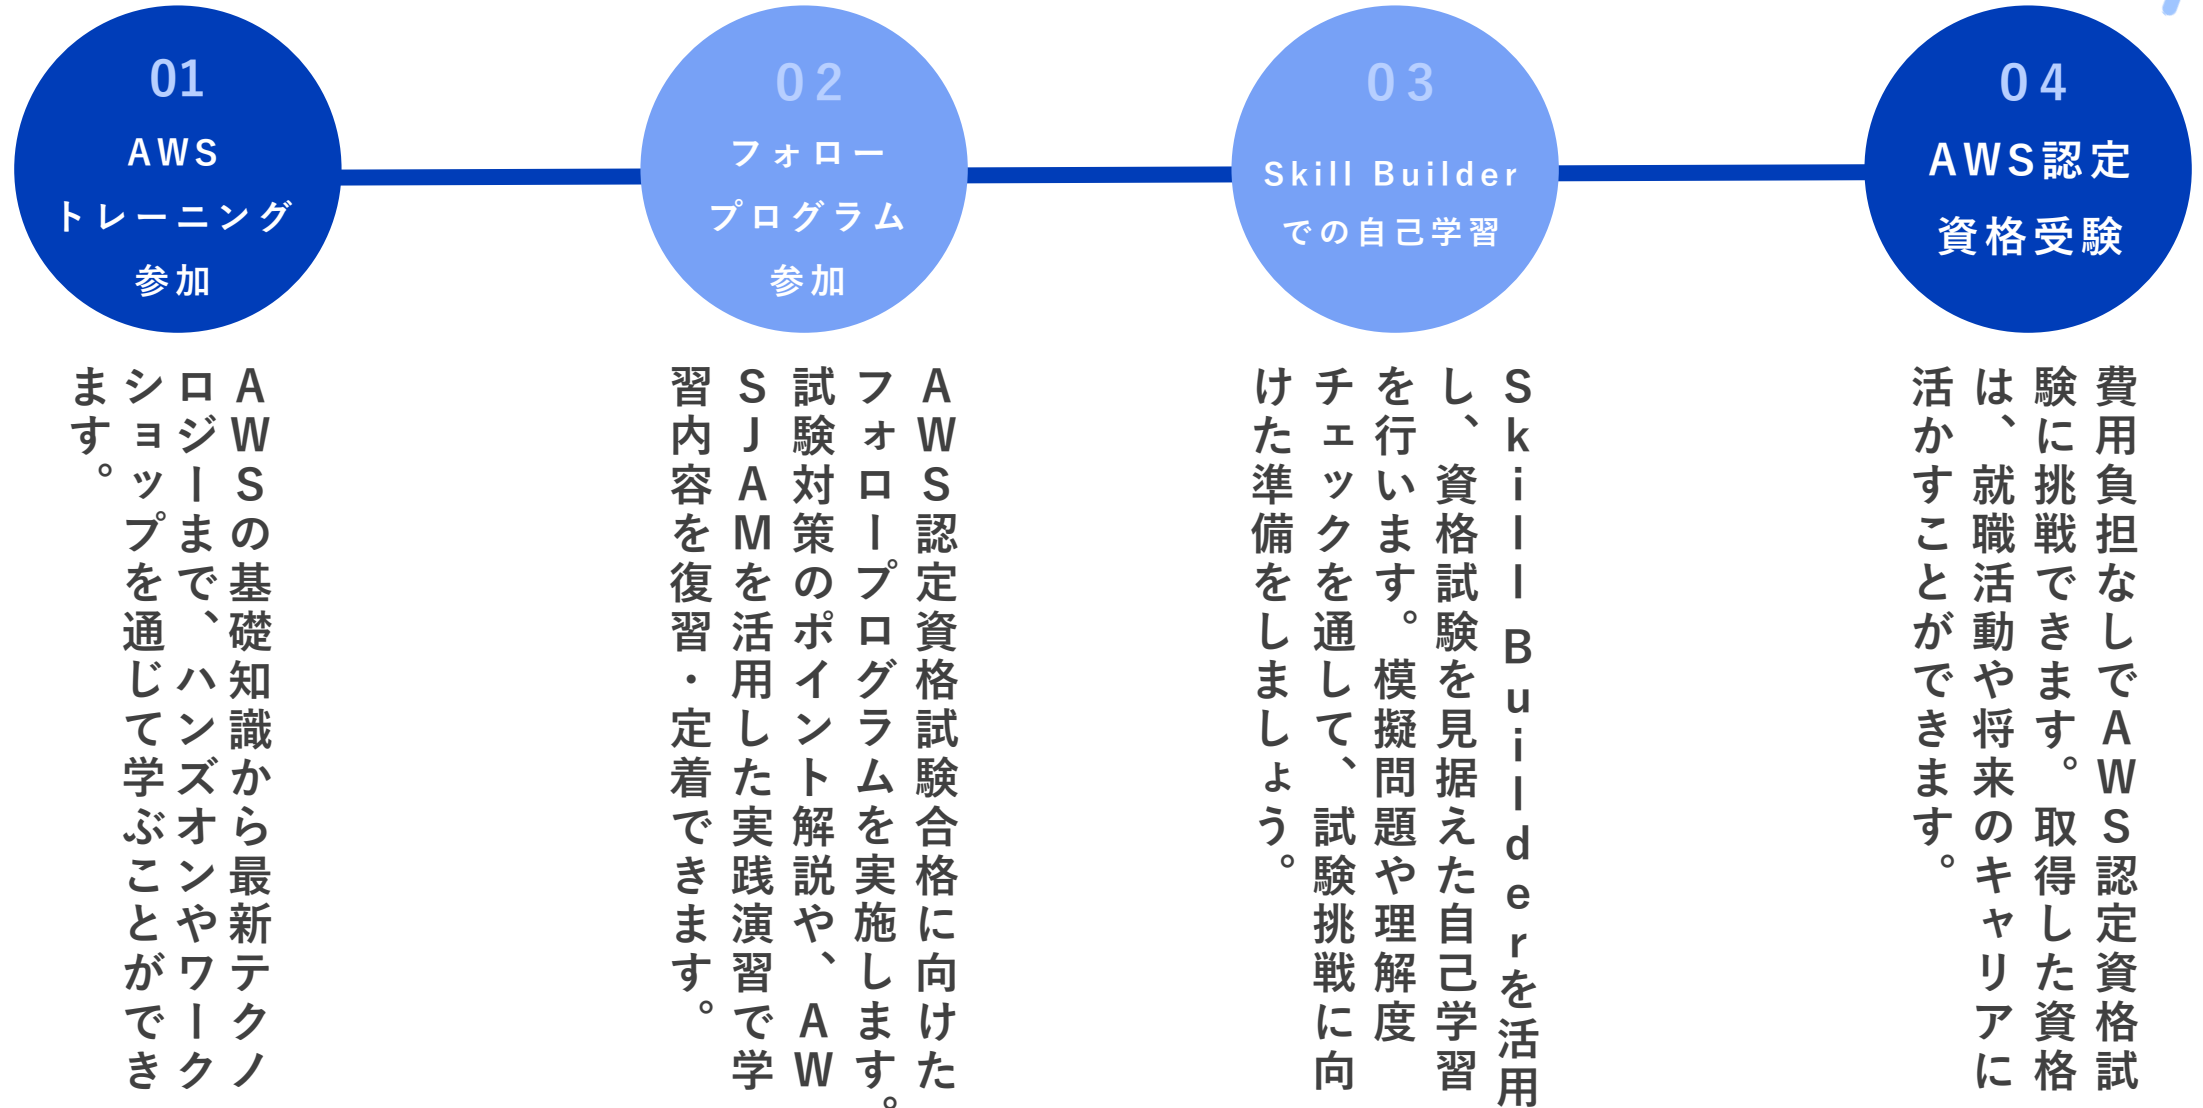 01
AWS
トレーニング
参加
AWSの基礎知識から最新テクノ
ロジーまで、ハンズオンやワーク
ショップを通じて学ぶことができ
ます。
02
フォロー
プログラム
参加
AWS認定資格試験合格に向けた
フォロープログラムを実施します。
試験対策のポイント解説や、AW
SJAMを活用した実践演習で学
習内容を復習・定着できます。
03
Skill Builder
での自己学習
Skill Builderを活用
し、資格試験を見据えた自己学習
を行います。模擬問題や理解度
チェックを通して、試験挑戦に向
けた準備をしましょう。
04
AWS認定
資格受験
費用負担なしでAWS認定資格試
験に挑戦できます。取得した資格
は、就職活動や将来のキャリアに
活かすことができます。